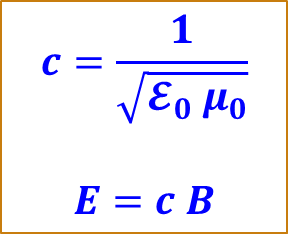 c = 1 / √(ε₀ μ₀)
E = c B